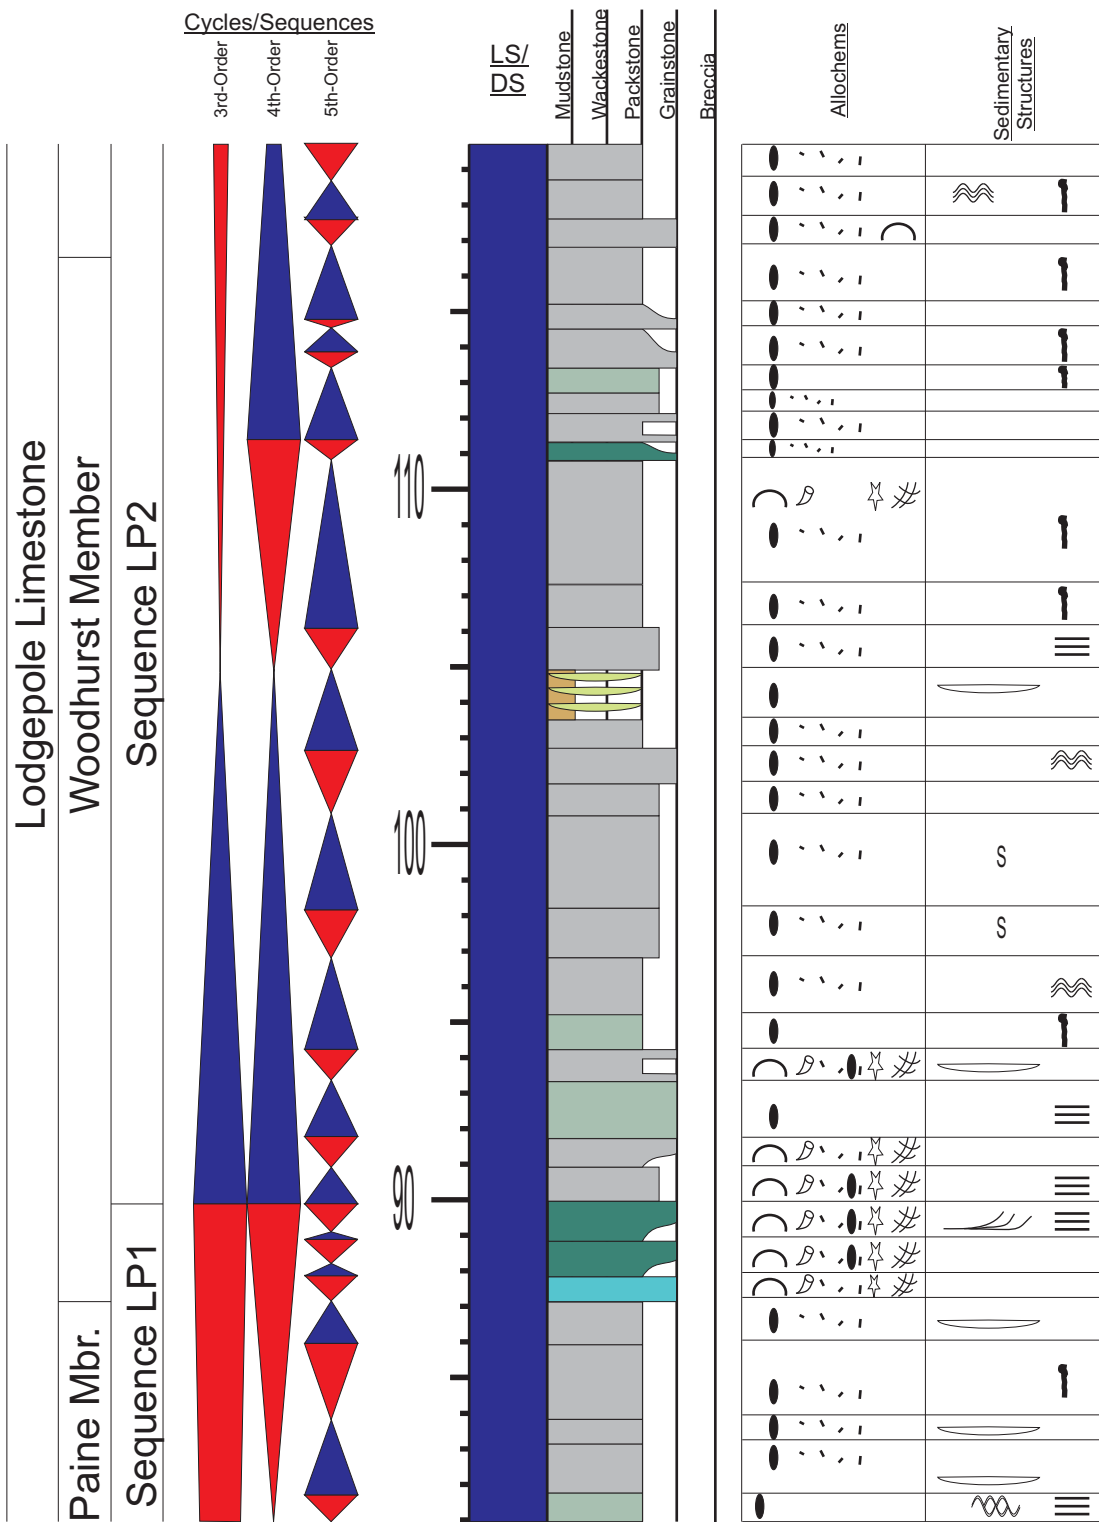 Cycles/Sequences
3rd-Order
4th-Order
5th-Order
LS/
DS
Mudstone
Wackestone
Packstone
Grainstone
Breccia
Allochems
Sedimentary
Structures
Lodgepole Limestone
Woodhurst Member
Paine Mbr.
Sequence LP2
Sequence LP1
110
100
90
S
S